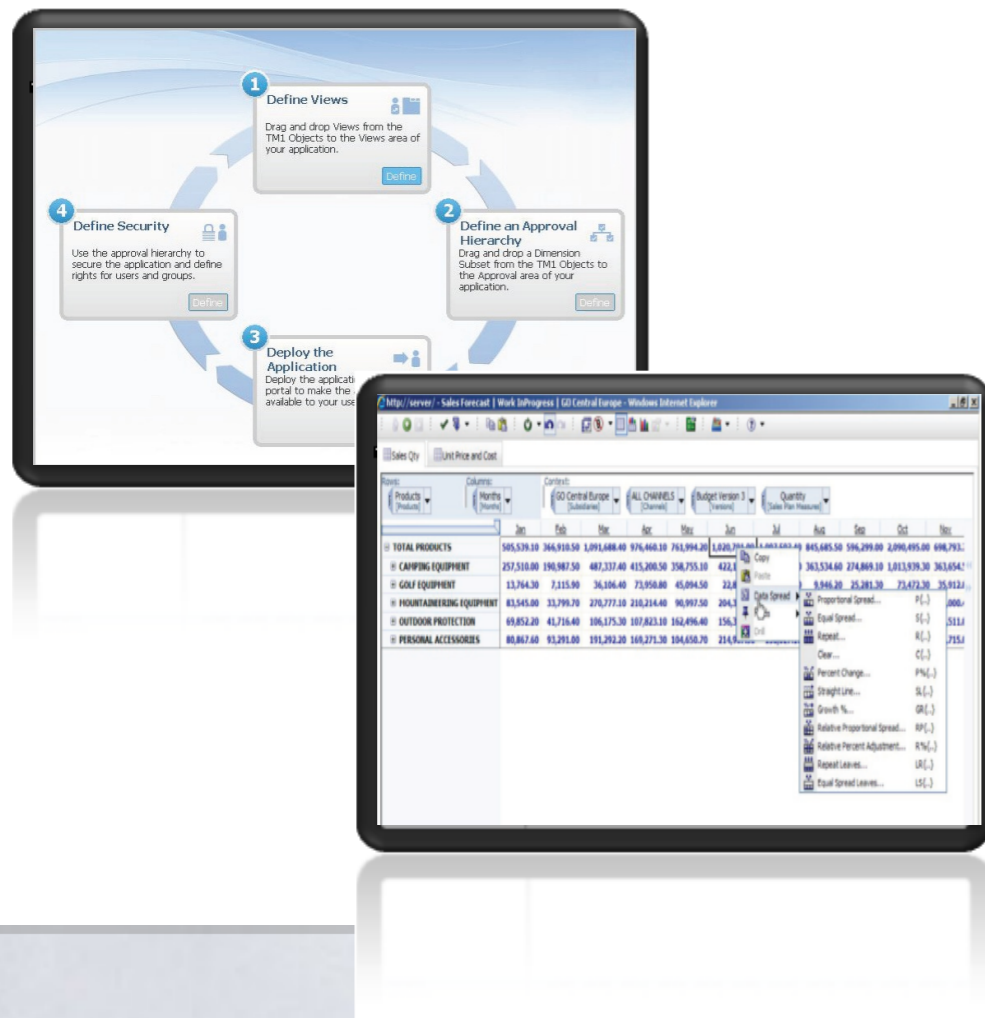 1
Define Views
Drag and drop Views from the
TM1 Objects to the Views area of
your application.
Define
2
Define an Approval
Hierarchy
Drag and drop a Dimension
Subset from the TM1 Objects to
the Approval area of your
application.
Define
4
Define Security
Use the approval hierarchy to
secure the application and define
rights for users and groups.
Define
3
Deploy the
Application
Deploy the
portal to make the
available to your
http://server/ - Sales Forecast | Work InProgress | GO Central Europe - Windows Internet Explorer
Sales Qty Unit Price and Cost
Rows: Columns: Context:
Products Months GO Central Europe ALL CHANNELS Budget Version 3 Quantity
[Products] [Months] [Subsidiaries] [Channels] [Versions] [Sales Plan Measures]
Jan Feb Mar Apr May Jun Jul Aug Sep Oct Nov
TOTAL PRODUCTS 505,539.10 366,910.50 1,091,688.40 976,460.10 763,994.20 845,685.50 596,299.00 2,090,495.00
CAMPING EQUIPMENT 257,510.00 190,987.50 487,337.40 415,200.50 358,755.10 363,534.60 274,869.10 1,013,939.30
GOLF EQUIPMENT 13,764.30 7,115.90 36,106.40 73,950.80 45,094.50 9,946.20 25,281.30 73,472.30
MOUNTAINEERING EQUIPMENT 83,545.00 33,799.70 270,777.10 210,214.40 90,997.50
OUTDOOR PROTECTION 69,852.20 41,716.40 106,175.30 107,823.10 162,496.40
PERSONAL ACCESSORIES 80,867.60 93,291.00 191,292.20 169,271.30 104,650.70
Copy
Paste
Data Spread
Drill
Proportional Spread... P{..}
Equal Spread... S{..}
Repeat... R{..}
Clear... C{..}
Percent Change... P%{..}
Straight Line... SL{..}
Growth %... GR{..}
Relative Proportional Spread... RP{..}
Relative Percent Adjustment... R%{..}
Repeat Leaves... LR{..}
Equal Spread Leaves... LS{..}